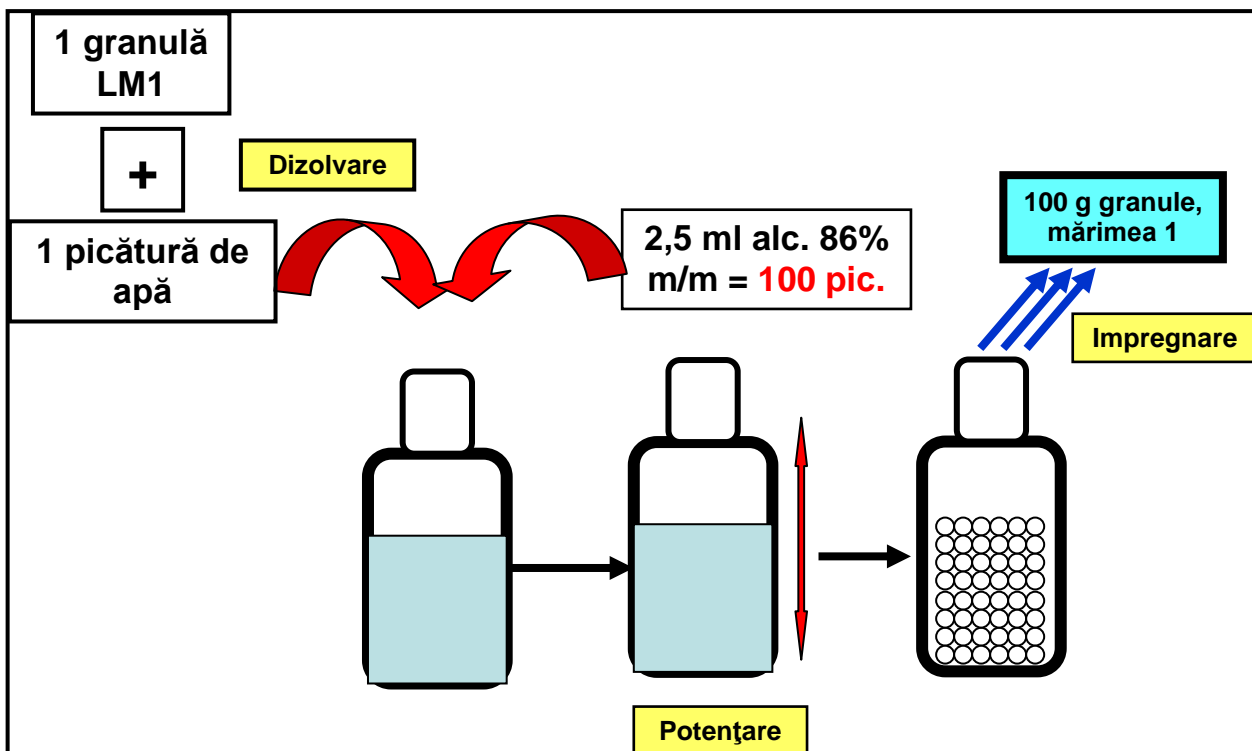 1 granulă
LM1
+
Dizolvare
1 picătură de
apă
2,5 ml alc. 86%
m/m = 100 pic.
100 g granule,
mărimea 1
Impregnare
Potenţare